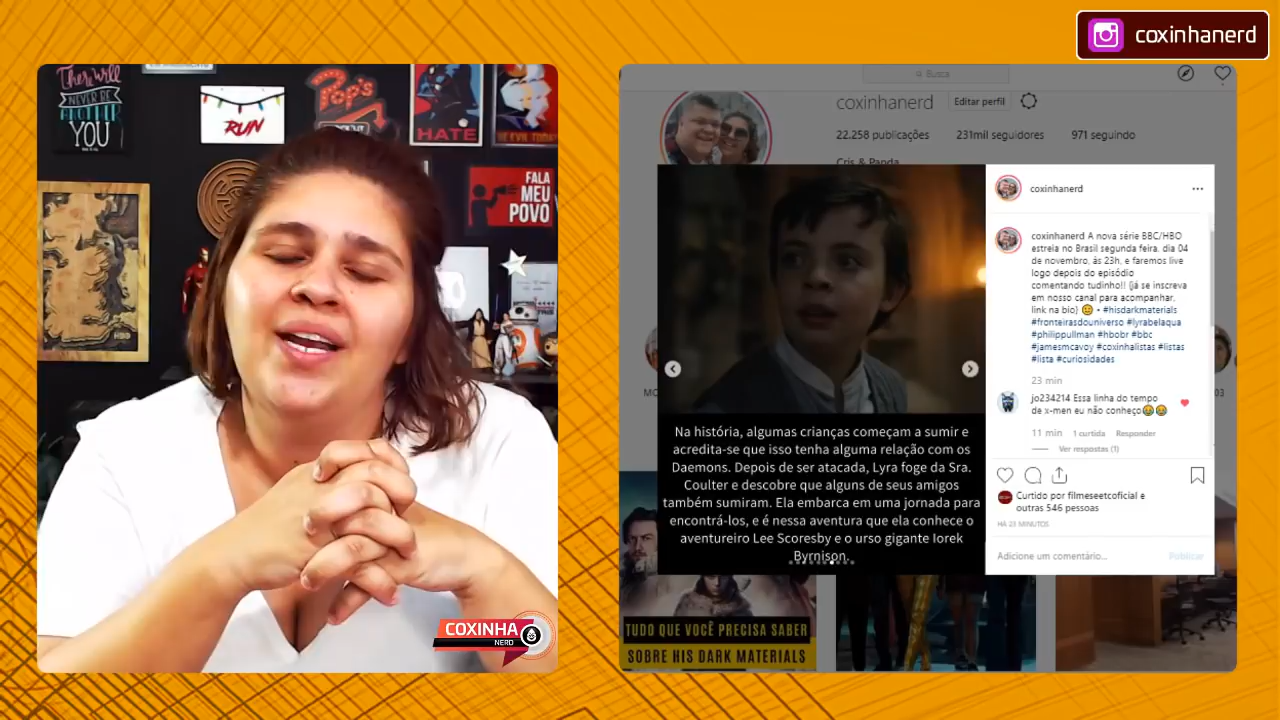 coxinhanerd
There will
NEVER BE
ANOTHER
YOU
RUN
POP'S
HATE
FALA
MEU
POVO
HBO
COXINHA
NERD
Busca
coxinhanerd
Editar perfil
22.258 publicações
231mil seguidores
971 seguindo
Cris & Panda
Na história, algumas crianças começam a sumir e
acredita-se que isso tenha alguma relação com os
Daemons. Depois de ser atacada, Lyra foge da Sra.
Coulter e descobre que alguns de seus amigos
também sumiram. Ela embarca em uma jornada para
encontrá-los, e é nessa aventura que ela conhece o
aventureiro Lee Scoresby e o urso gigante Iorek
Byrnison.
coxinhanerd
coxinhanerd A nova série BBC/HBO
estreia no Brasil segunda feira, dia 04
de novembro, às 23h, e faremos live
logo depois do episódio
comentando tudinho!! (já se inscreva
em nosso canal para acompanhar,
link na bio) 😉 • #hisdarkmaterials
#fronteirasdouniverso #lyrabelaqua
#philippullman #hbobr #bbc
#jamesmcavoy #coxinhalistas #listas
#lista #curiosidades
23 min
jo234214 Essa linha do tempo
de x-men eu não conheço😂😂
11 min 1 curtida Responder
Ver respostas (1)
Curtido por filmeseetcoficial e
outras 546 pessoas
HÁ 23 MINUTOS
Adicione um comentário...
Publicar
TUDO QUE VOCÊ PRECISA SABER
SOBRE HIS DARK MATERIALS